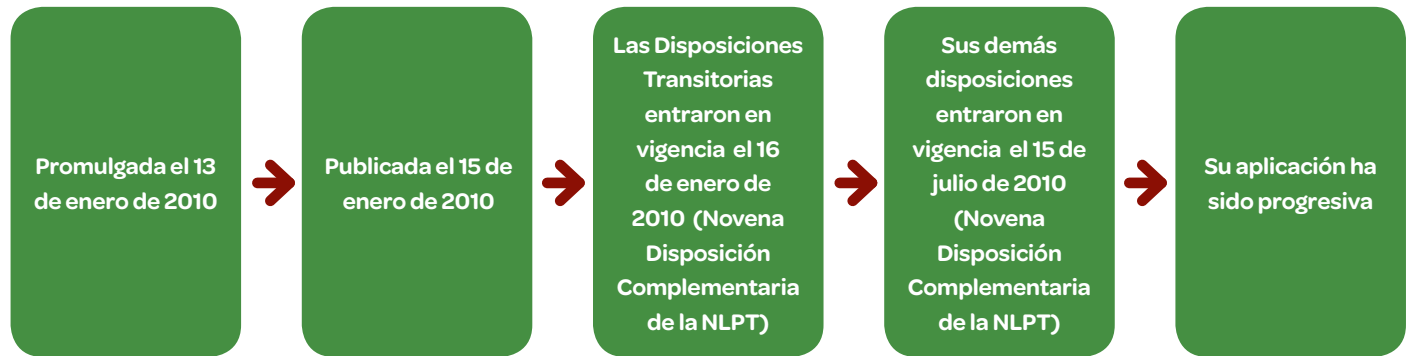 Promulgada el 13
de enero de 2010
Publicada el 15 de
enero de 2010
Las Disposiciones
Transitorias
entraron en
vigencia el 16
de enero de
2010 (Novena
Disposición
Complementaria
de la NLPT)
Sus demás
disposiciones
entraron en
vigencia el 15 de
julio de 2010
(Novena
Disposición
Complementaria
de la NLPT)
Su aplicación ha
sido progresiva